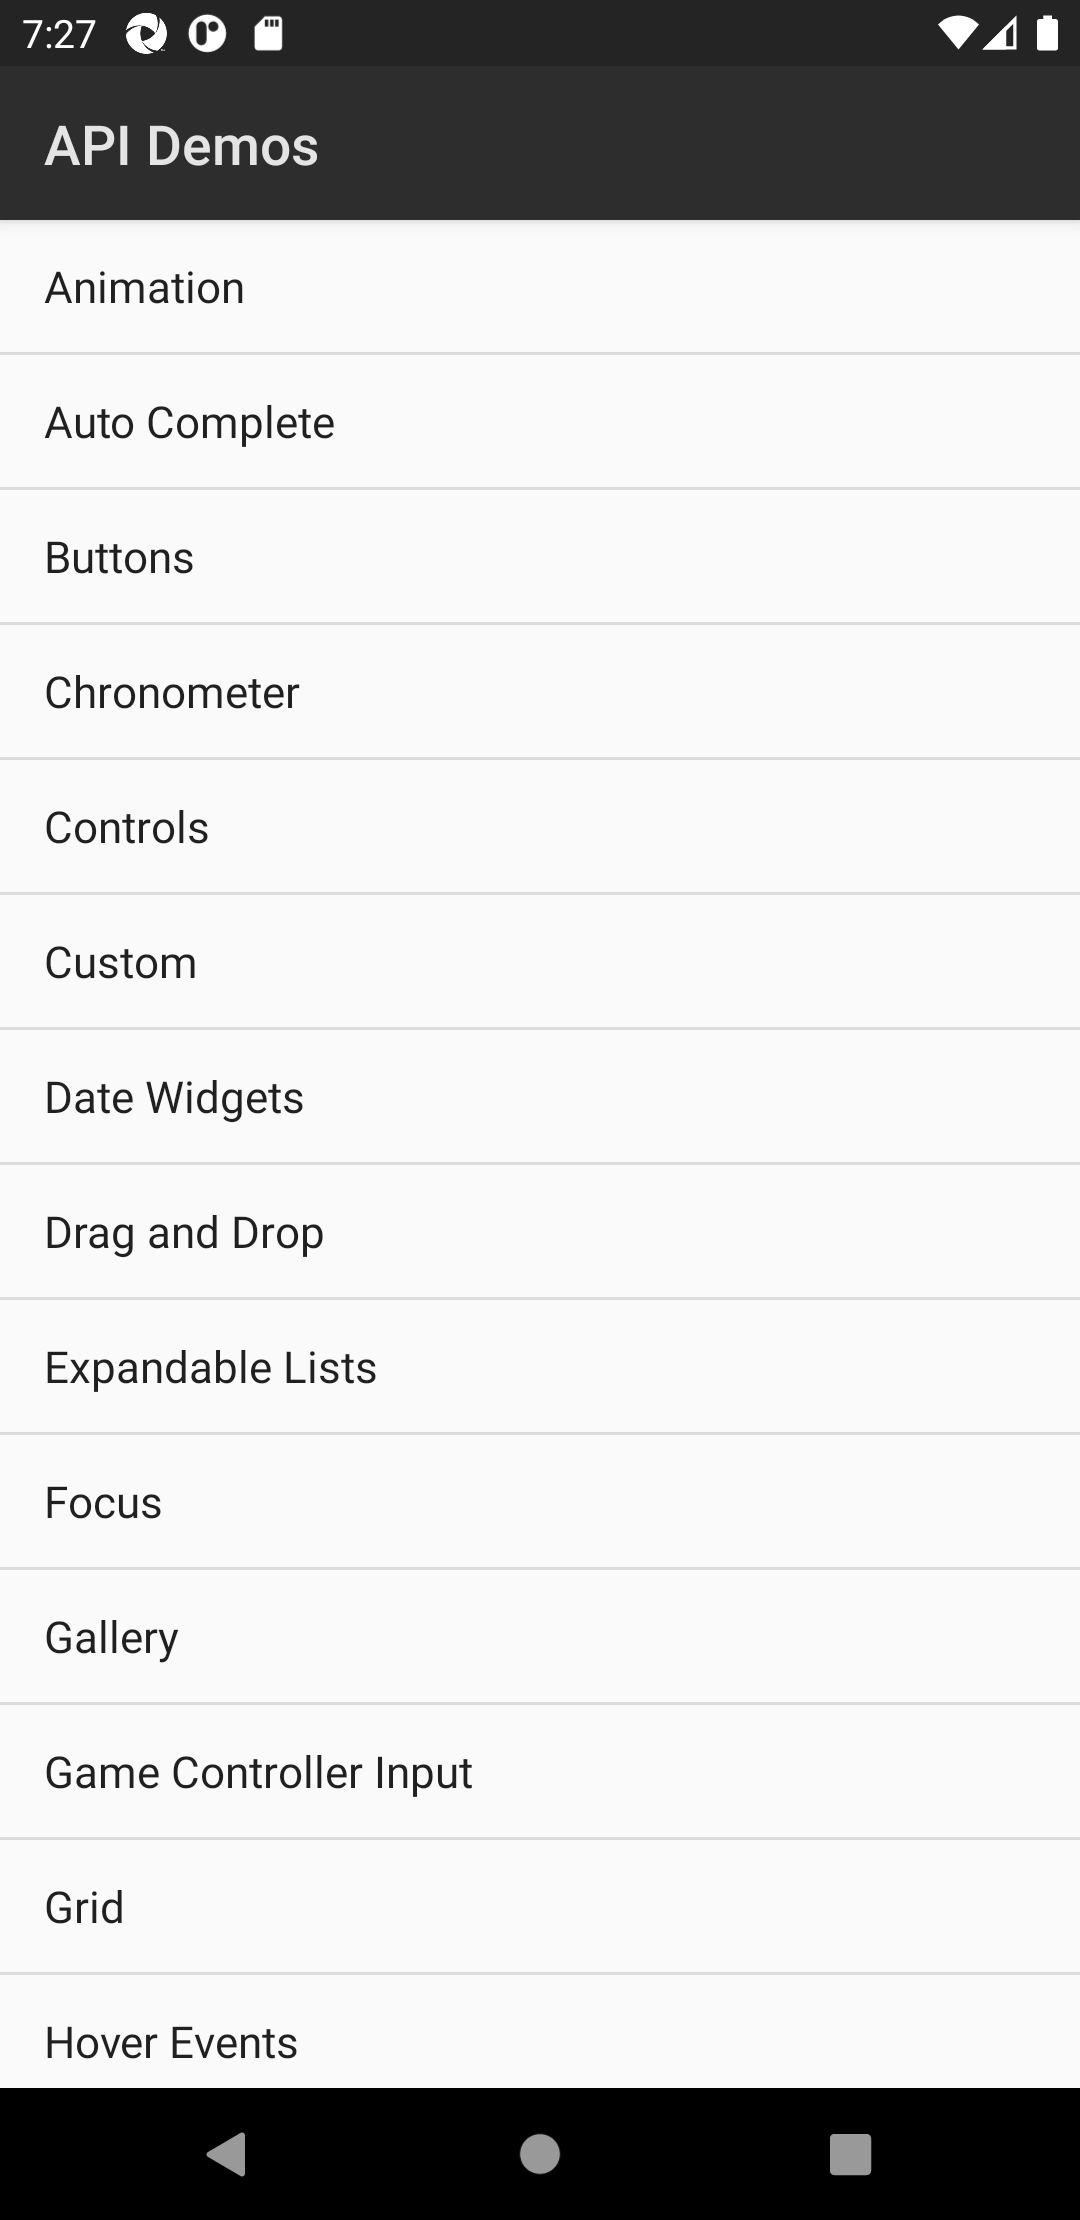 7:27
API Demos
Animation
Auto Complete
Buttons
Chronometer
Controls
Custom
Date Widgets
Drag and Drop
Expandable Lists
Focus
Gallery
Game Controller Input
Grid
Hover Events